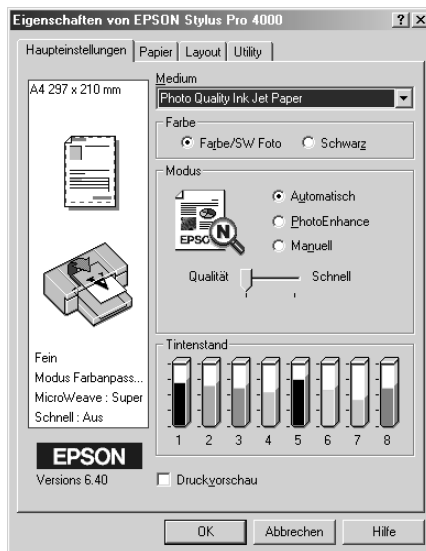 Eigenschaften von EPSON Stylus Pro 4000
Haupteinstellungen Papier Layout Utility
A4 297 x 210 mm
Medium
Photo Quality Ink Jet Paper
Farbe
Farbe/SW Foto Schwarz
Modus
Automatisch
PhotoEnhance
Manuell
EPSON
N
Qualität Schnell
Fein
Modus Farbanpass...
MicroWeave : Super
Schnell : Aus
Tintenstand
1 2 3 4 5 6 7 8
EPSON
Versions 6.40
Druckvorschau
OK Abbrechen Hilfe